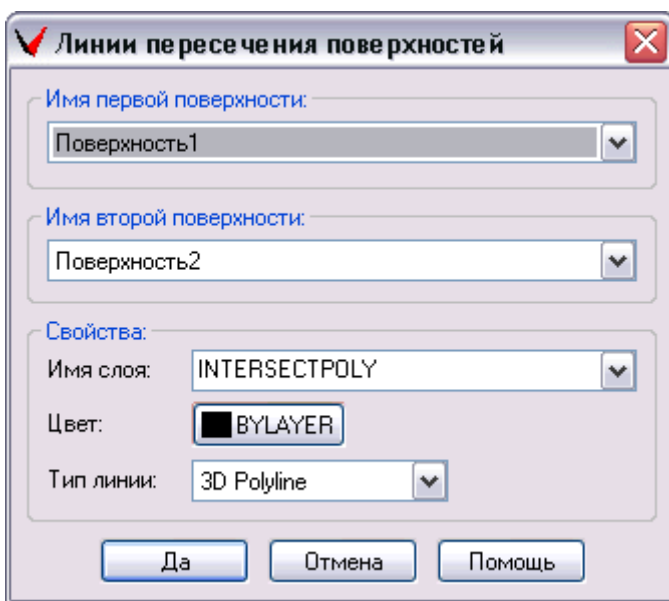 Линии пересечения поверхностей
Имя первой поверхности:
Поверхность1
Имя второй поверхности:
Поверхность2
Свойства:
Имя слоя: INTERSECTPOLY
Цвет: BYLAYER
Тип линии: 3D Polyline
Да Отмена Помощь